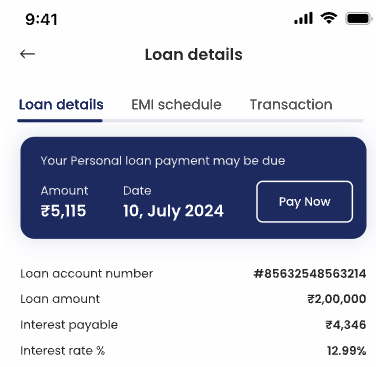 9:41
Loan details
Loan details EMI schedule Transaction
Your Personal loan payment may be due
Amount Date
₹5,115 10, July 2024
Pay Now
Loan account number #85632548563214
Loan amount ₹2,00,000
Interest payable ₹4,346
Interest rate % 12.99%